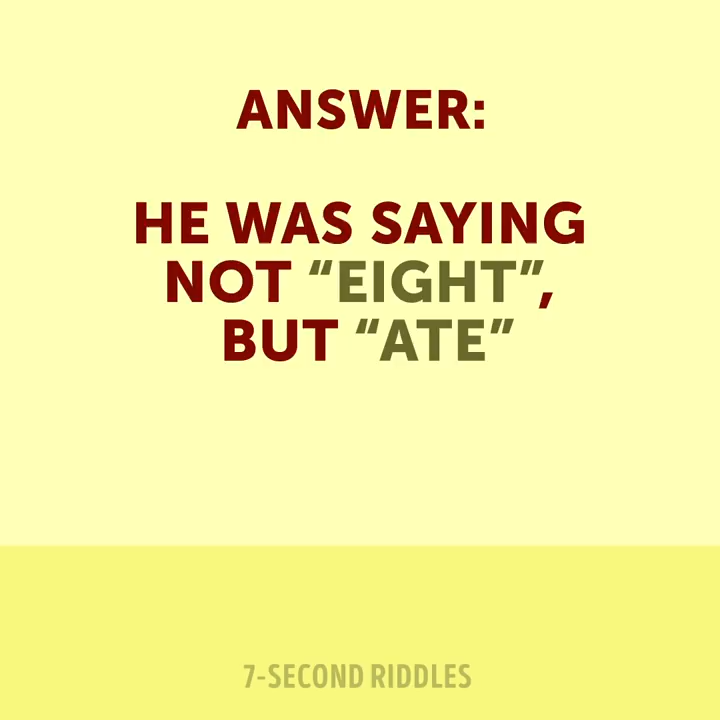 ANSWER:
HE WAS SAYING
NOT “EIGHT”,
BUT “ATE”
7-SECOND RIDDLES